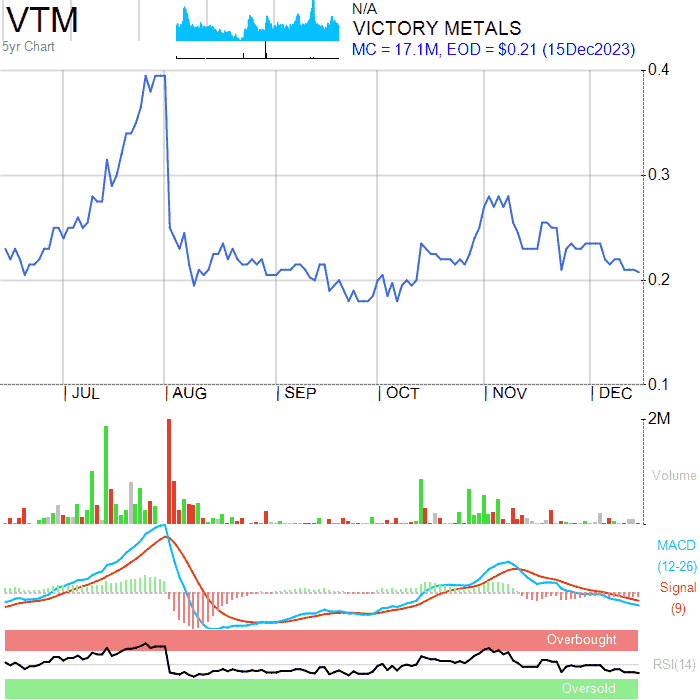 VTM
5yr Chart
N/A
VICTORY METALS
MC = 17.1M, EOD = $0.21 (15Dec2023)
0.4
0.3
0.2
0.1
JUL AUG SEP OCT NOV DEC
2M
Volume
MACD
(12-26)
Signal
(9)
Overbought
RSI(14)
Oversold